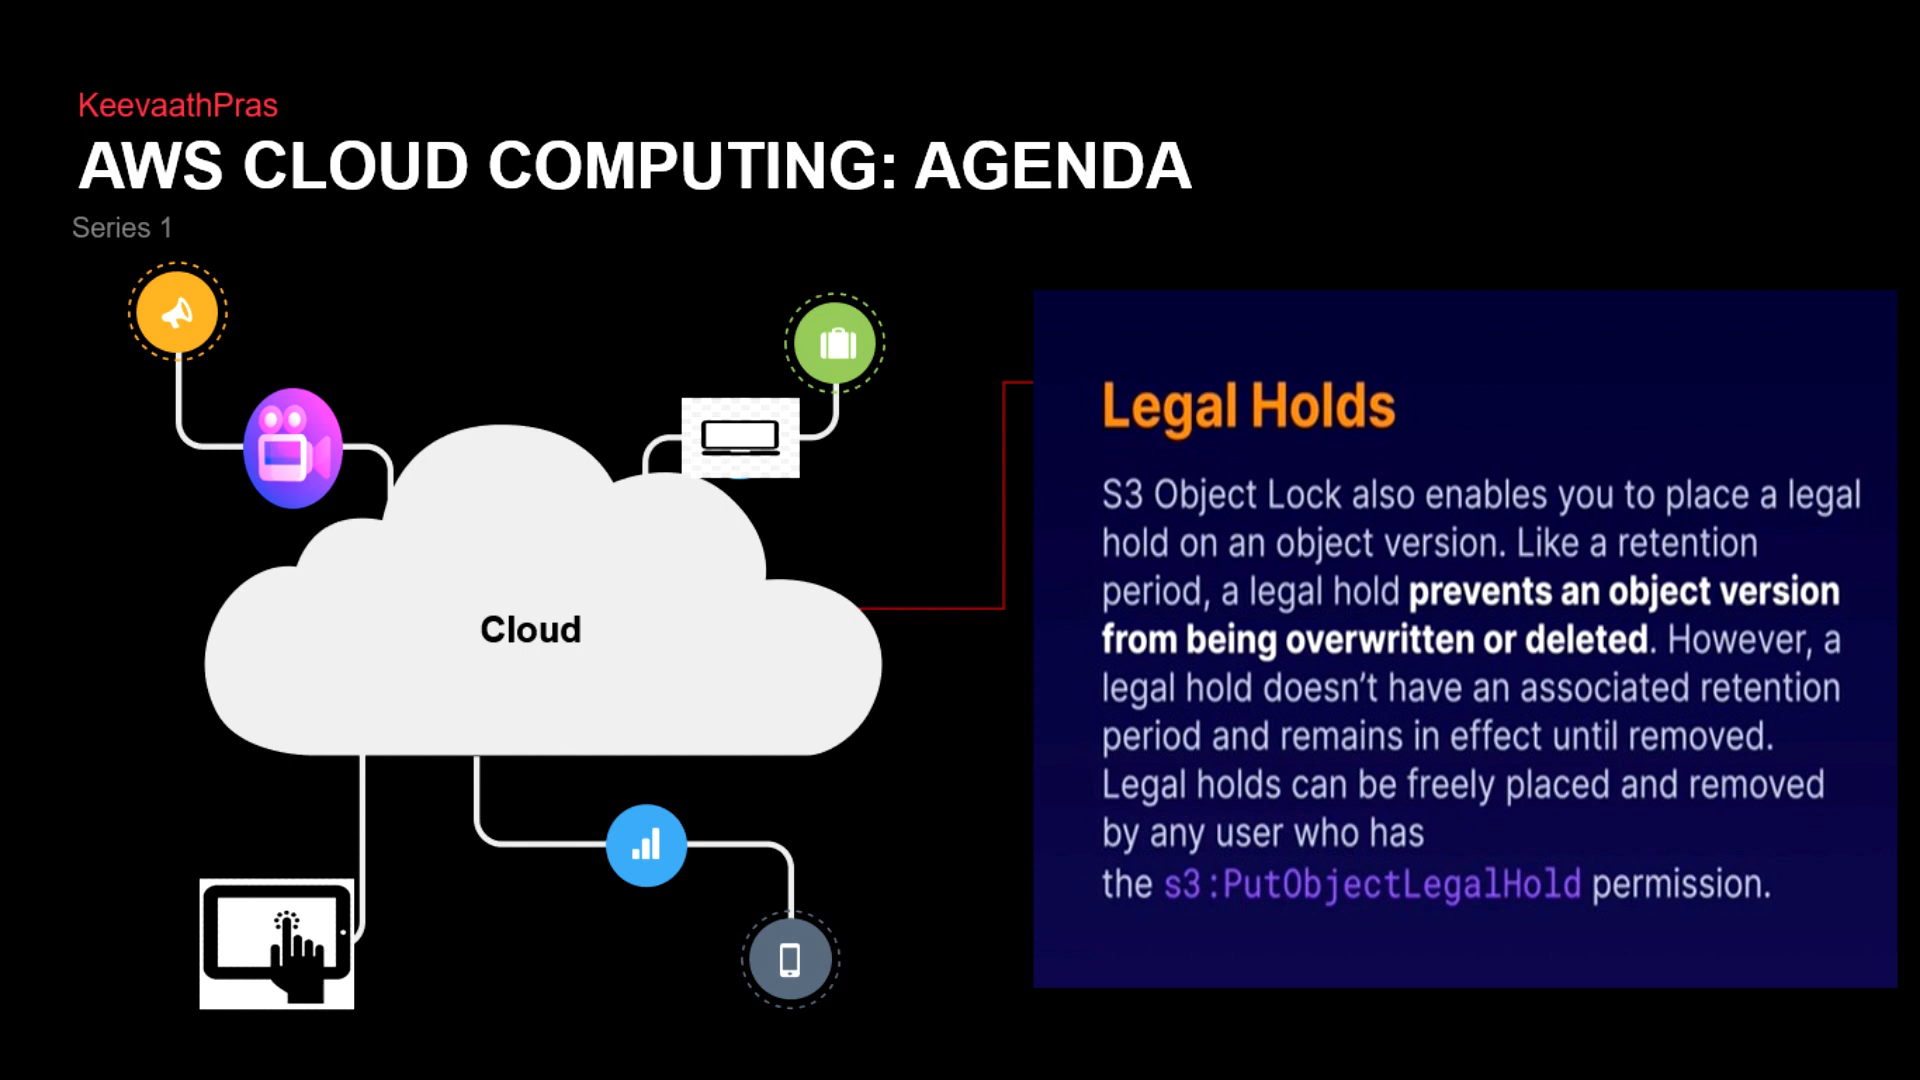 KeevaathPras
AWS CLOUD COMPUTING: AGENDA
Series 1
Cloud
Legal Holds
S3 Object Lock also enables you to place a legal
hold on an object version. Like a retention
period, a legal hold prevents an object version
from being overwritten or deleted. However, a
legal hold doesn’t have an associated retention
period and remains in effect until removed.
Legal holds can be freely placed and removed
by any user who has
the s3:PutObjectLegalHold permission.